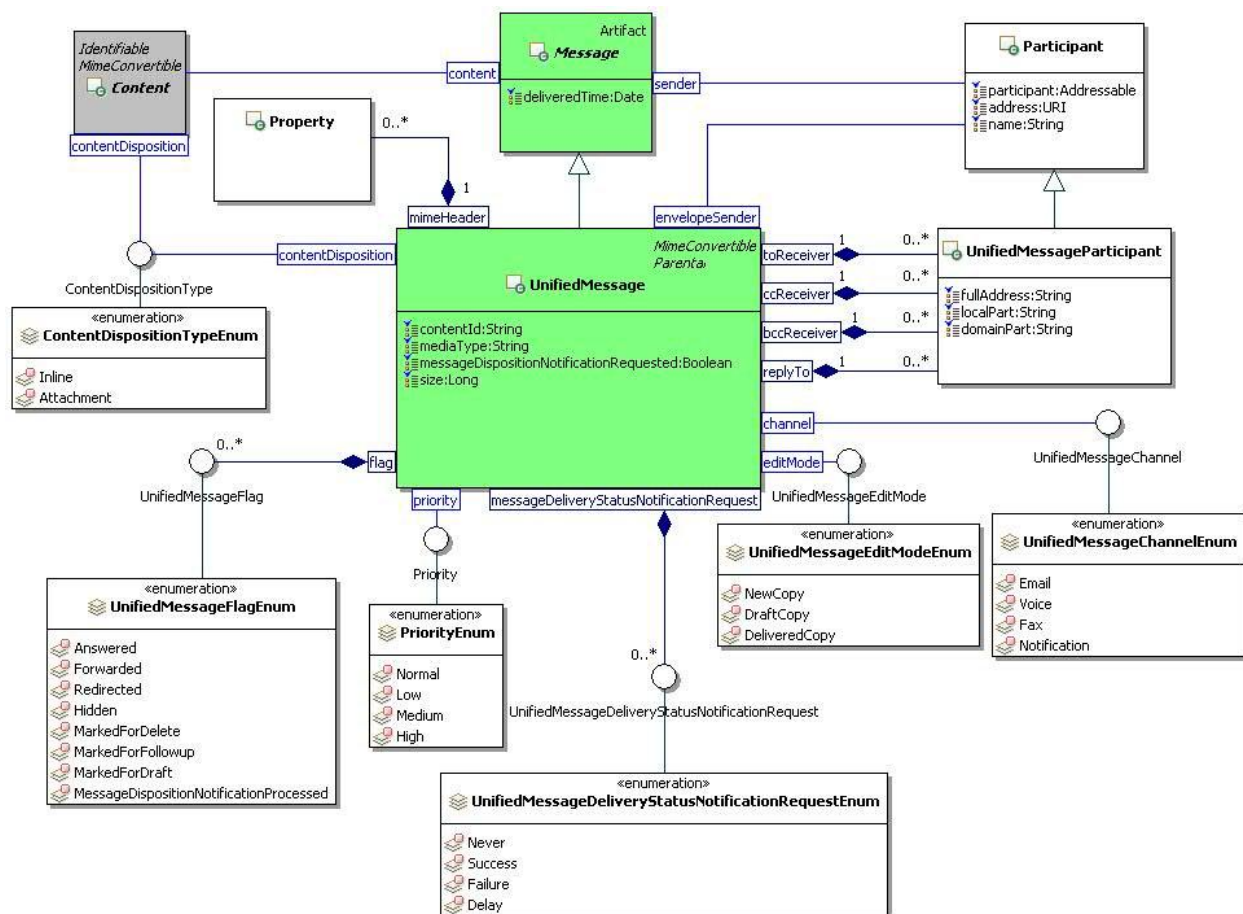 Identifiable
MimeConvertible
Content
contentDisposition
Artifact
Message
deliveredTime:Date
content
sender
Participant
participant:Addressable
address:URI
name:String
Property
0..*
1
mimeHeader
envelopeSender
contentDisposition
MimeConvertible
UnifiedMessage
contentId:String
mediaType:String
messageDispositionNotificationRequested:Boolean
size:Long
toReceiver
1
0..*
ccReceiver
1
0..*
bccReceiver
1
0..*
replyTo
1
0..*
UnifiedMessageParticipant
fullAddress:String
localPart:String
domainPart:String
ContentDispositionType
«enumeration»
ContentDispositionTypeEnum
Inline
Attachment
channel
UnifiedMessageChannel
editMode
UnifiedMessageEditMode
0..*
flag
UnifiedMessageFlag
priority
Priority
messageDeliveryStatusNotificationRequest
«enumeration»
UnifiedMessageEditModeEnum
NewCopy
DraftCopy
DeliveredCopy
«enumeration»
UnifiedMessageChannelEnum
Email
Voice
Fax
Notification
«enumeration»
UnifiedMessageFlagEnum
Answered
Forwarded
Redirected
Hidden
MarkedForDelete
MarkedForFollowup
MarkedForDraft
MessageDispositionNotificationProcessed
«enumeration»
PriorityEnum
Normal
Low
Medium
High
0..*
UnifiedMessageDeliveryStatusNotificationRequest
«enumeration»
UnifiedMessageDeliveryStatusNotificationRequestEnum
Never
Success
Failure
Delay